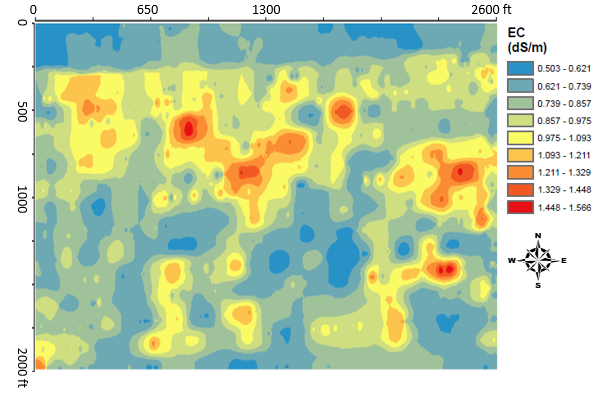 0 650 1300 2600 ft
0
500
1000
2000 ft
EC
(dS/m)
0.503 - 0.621
0.621 - 0.739
0.739 - 0.857
0.857 - 0.975
0.975 - 1.093
1.093 - 1.211
1.211 - 1.329
1.329 - 1.448
1.448 - 1.566
N
W E
S